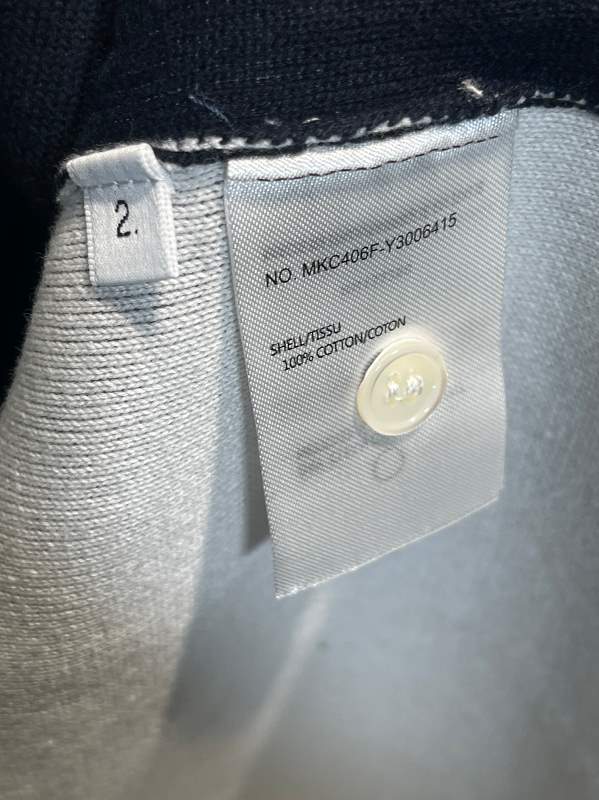 2.
NO. MKC406F-Y3006415
SHELL/TISSU
100% COTTON/COTON